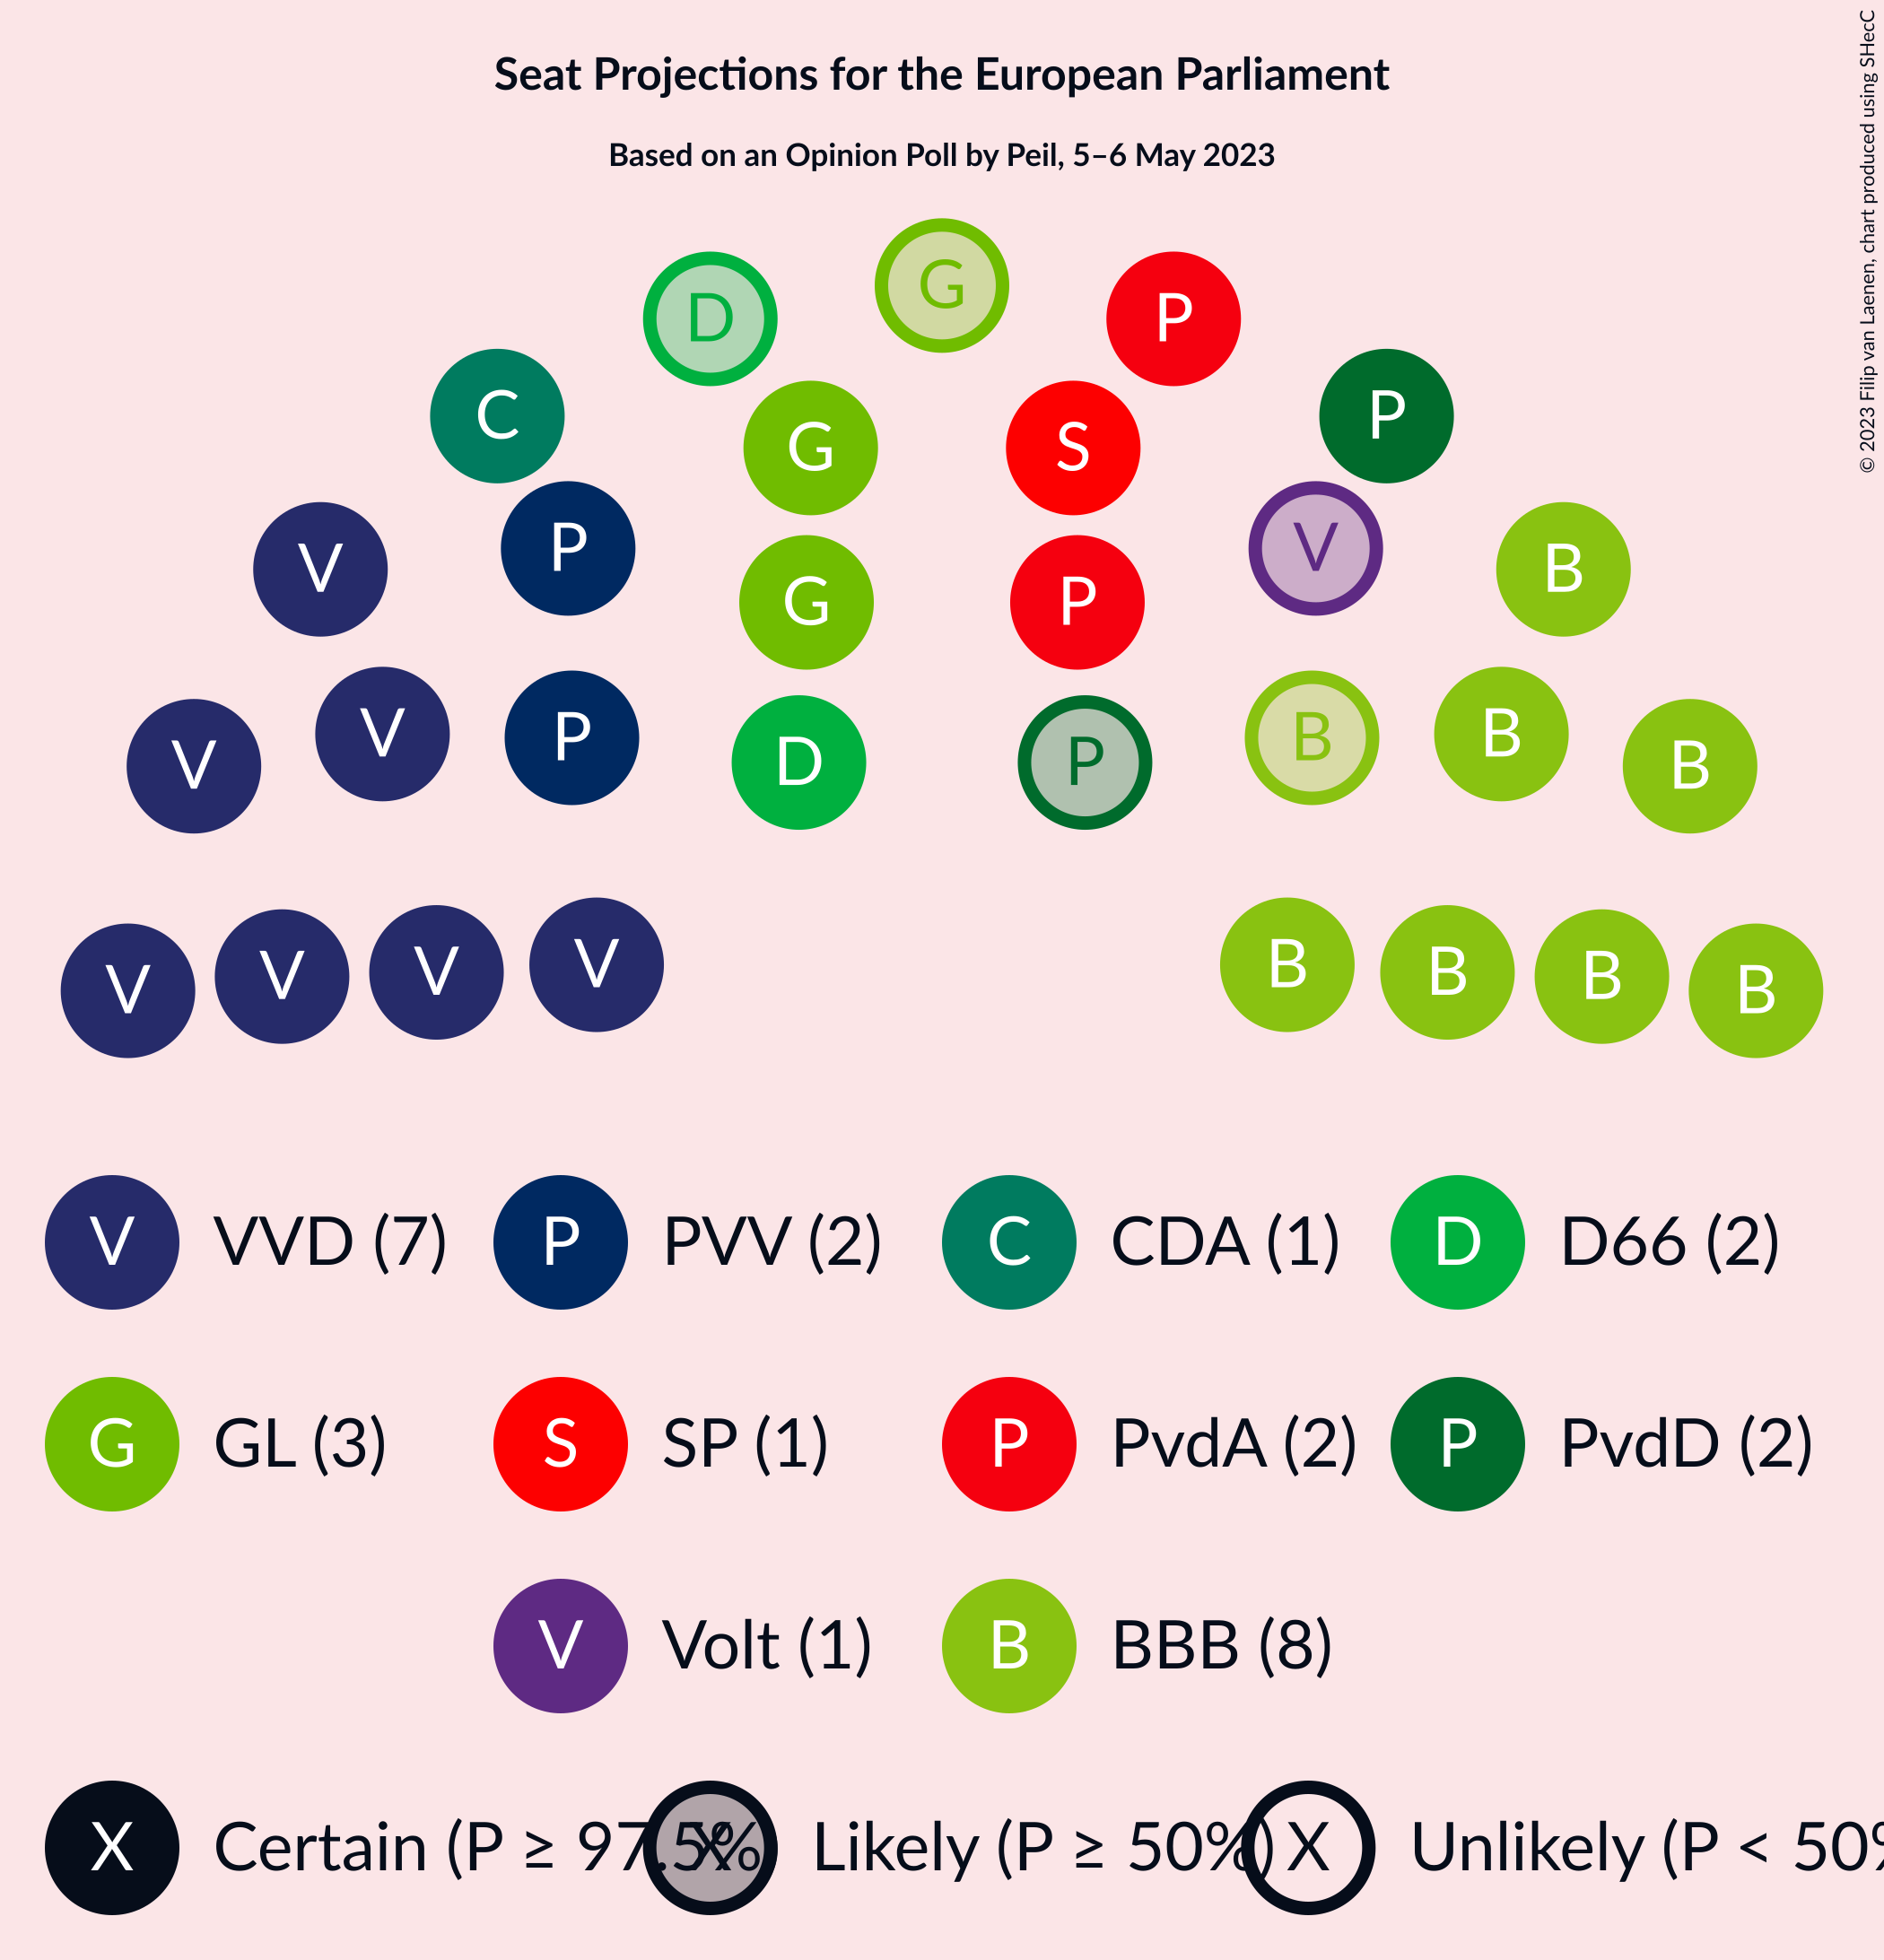 Seat Projections for the European Parliament
Based on an Opinion Poll by Peil, 5–6 May 2023
© 2023 Filip van Laenen, chart produced using SHecC
G
D P
C P
G S
V P V B
G P
V V P D P B B B
V V V V B B B B
V VVD (7) P PVV (2) C CDA (1) D D66 (2)
G GL (3) S SP (1) P PvdA (2) P PvdD (2)
V Volt (1) B BBB (8)
X Certain (P ≥ 97.5% X Likely (P ≥ 50%) X Unlikely (P < 50%